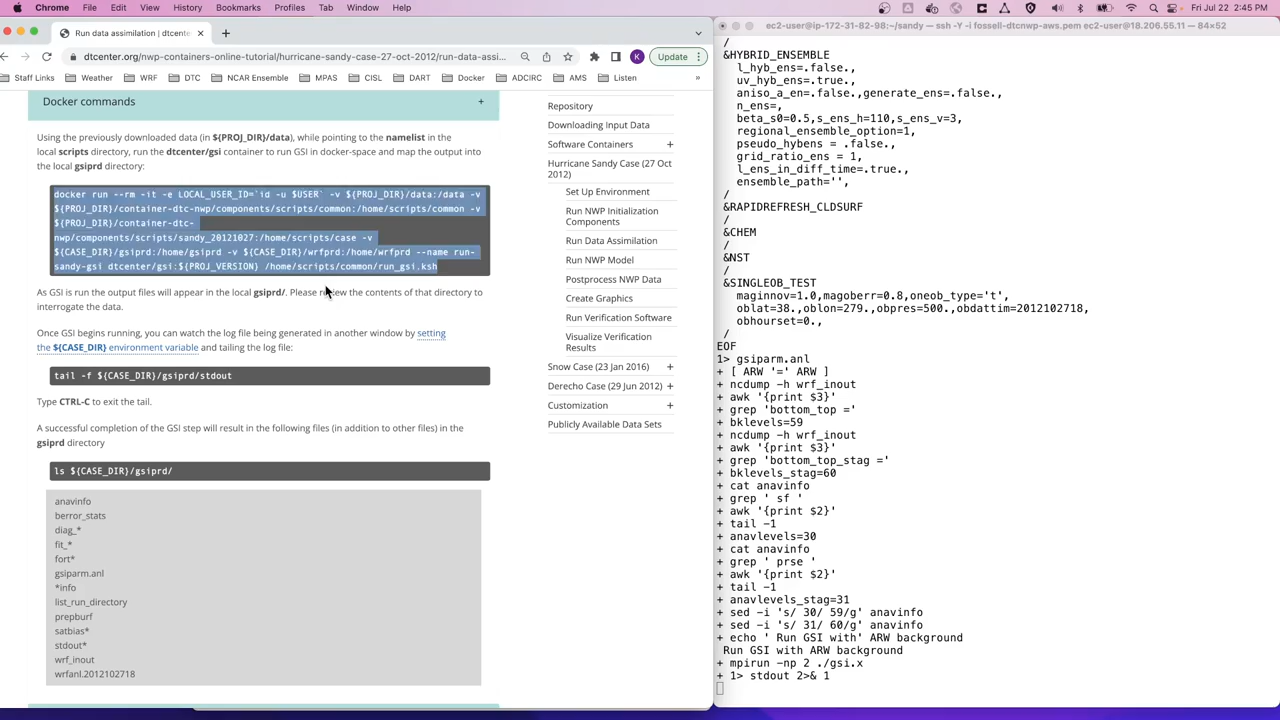 Chrome File Edit View History Bookmarks Profiles Tab Window Help
Fri Jul 22 2:45 PM
Run data assimilation | dtcente
ec2-user@ip-172-31-82-98:~/sandy — ssh -Y -i fossell-dtcnwp-aws.pem ec2-user@18.206.55.11 — 84×52
dtcenter.org/nwp-containers-online-tutorial/hurricane-sandy-case-27-oct-2012/run-data-assi...
K
Update
Staff Links Weather WRF DTC NCAR Ensemble MPAS CISL DART Docker ADCIRC AMS Listen »
Docker commands +
Using the previously downloaded data (in ${PROJ_DIR}/data), while pointing to the namelist in the
local scripts directory, run the dtcenter/gsi container to run GSI in docker-space and map the output into
the local gsiprd directory:
docker run --rm -it -e LOCAL_USER_ID=`id -u $USER` -v ${PROJ_DIR}/data:/data -v
${PROJ_DIR}/container-dtc-nwp/components/scripts/common:/home/scripts/common -v
${PROJ_DIR}/container-dtc-
nwp/components/scripts/sandy_20121027:/home/scripts/case -v
${CASE_DIR}/gsiprd:/home/gsiprd -v ${CASE_DIR}/wrfprd:/home/wrfprd --name run-
sandy-gsi dtcenter/gsi:${PROJ_VERSION} /home/scripts/common/run_gsi.ksh
As GSI is run the output files will appear in the local gsiprd/. Please review the contents of that directory to
interrogate the data.
Once GSI begins running, you can watch the log file being generated in another window by setting
the ${CASE_DIR} environment variable and tailing the log file:
tail -f ${CASE_DIR}/gsiprd/stdout
Type CTRL-C to exit the tail.
A successful completion of the GSI step will result in the following files (in addition to other files) in the
gsiprd directory
ls ${CASE_DIR}/gsiprd/
anavinfo
berror_stats
diag_*
fit_*
fort*
gsiparm.anl
*info
list_run_directory
prepburf
satbias*
stdout*
wrf_inout
wrfanl.2012102718
Repository
Downloading Input Data
Software Containers +
Hurricane Sandy Case (27 Oct
2012)
Set Up Environment
Run NWP Initialization
Components
Run Data Assimilation
Run NWP Model
Postprocess NWP Data
Create Graphics
Run Verification Software
Visualize Verification
Results
Snow Case (23 Jan 2016) +
Derecho Case (29 Jun 2012) +
Customization +
Publicly Available Data Sets
/
&HYBRID_ENSEMBLE
l_hyb_ens=.false.,
uv_hyb_ens=.true.,
aniso_a_en=.false.,generate_ens=.false.,
n_ens=,
beta_s0=0.5,s_ens_h=110,s_ens_v=3,
regional_ensemble_option=1,
pseudo_hybens = .false.,
grid_ratio_ens = 1,
l_ens_in_diff_time=.true.,
ensemble_path='',
/
&RAPIDREFRESH_CLDSURF
/
&CHEM
/
&NST
/
&SINGLEOB_TEST
maginnov=1.0,magoberr=0.8,oneob_type='t',
oblat=38.,oblon=279.,obpres=500.,obdattim=2012102718,
obhourset=0.,
/
EOF
1> gsiparm.anl
+ [ ARW '=' ARW ]
+ ncdump -h wrf_inout
+ awk '{print $3}'
+ grep 'bottom_top ='
+ bklevels=59
+ ncdump -h wrf_inout
+ awk '{print $3}'
+ grep 'bottom_top_stag ='
+ bklevels_stag=60
+ cat anavinfo
+ grep ' sf '
+ awk '{print $2}'
+ tail -1
+ anavlevels=30
+ cat anavinfo
+ grep ' prse '
+ awk '{print $2}'
+ tail -1
+ anavlevels_stag=31
+ sed -i 's/ 30/ 59/g' anavinfo
+ sed -i 's/ 31/ 60/g' anavinfo
+ echo ' Run GSI with' ARW background
Run GSI with ARW background
+ mpirun -np 2 ./gsi.x
+ 1> stdout 2>& 1